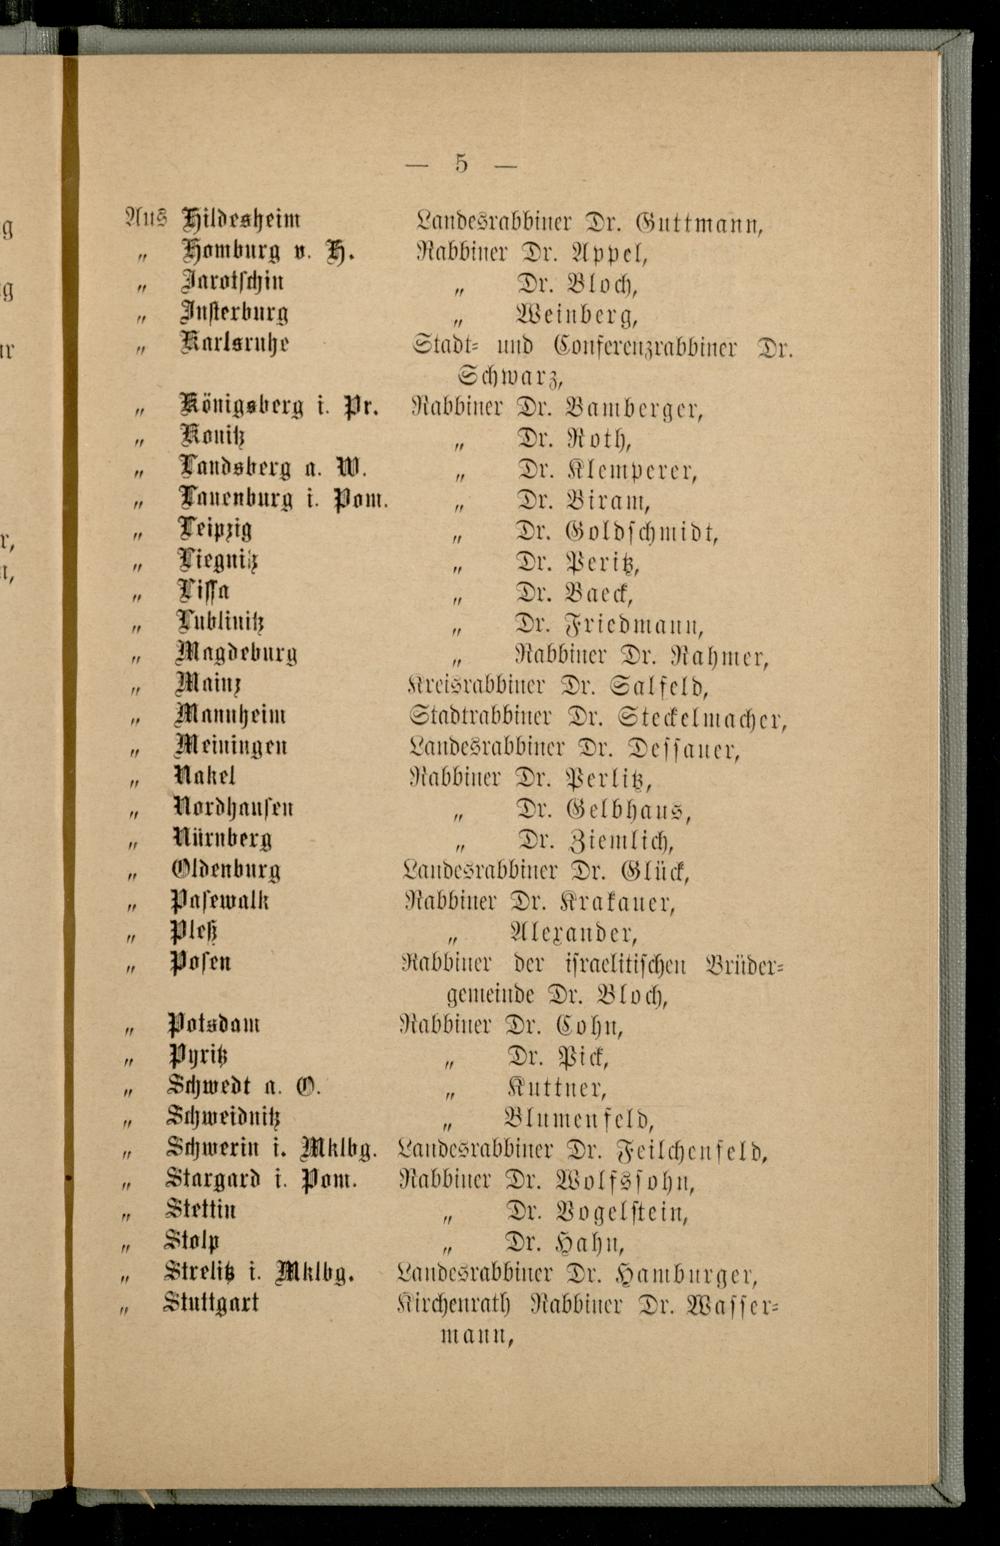 — 5 —
Aus Hildesheim Landesrabbiner Dr. Guttmann,
„ Homburg v. H. Rabbiner Dr. Appel,
„ Jarotschin „ Dr. Bloch,
„ Insterburg „ Weinberg,
„ Karlsruhe Stadt- und Conferenzrabbiner Dr.
Schwarz,
„ Königsberg i. Pr. Rabbiner Dr. Bamberger,
„ Konitz „ Dr. Roth,
„ Landsberg a. W. „ Dr. Klemperer,
„ Lauenburg i. Pom. „ Dr. Biram,
„ Leipzig „ Dr. Goldschmidt,
„ Liegnitz „ Dr. Peritz,
„ Lissa „ Dr. Baeck,
„ Lublinitz „ Dr. Friedmann,
„ Magdeburg „ Rabbiner Dr. Rahmer,
„ Mainz Kreisrabbiner Dr. Salfeld,
„ Mannheim Stadtrabbiner Dr. Steckelmacher,
„ Meiningen Landesrabbiner Dr. Dessauer,
„ Nakel Rabbiner Dr. Perlitz,
„ Nordhausen „ Dr. Gelbhaus,
„ Nürnberg „ Dr. Ziemlich,
„ Oldenburg Landesrabbiner Dr. Glück,
„ Pasewalk Rabbiner Dr. Krakauer,
„ Pleß „ Alexander,
„ Posen Rabbiner der israelitischen Brüder-
gemeinde Dr. Bloch,
„ Potsdam Rabbiner Dr. Cohn,
„ Pyritz „ Dr. Pick,
„ Schwedt a. O. „ Kuttner,
„ Schweidnitz „ Blumenfeld,
„ Schwerin i. Mklbg. Landesrabbiner Dr. Feilchenfeld,
„ Stargard i. Pom. Rabbiner Dr. Wolfssohn,
„ Stettin „ Dr. Vogelstein,
„ Stolp „ Dr. Hahn,
„ Strelitz i. Mklbg. Landesrabbiner Dr. Hamburger,
„ Stuttgart Kirchenrath Rabbiner Dr. Wasser-
mann,